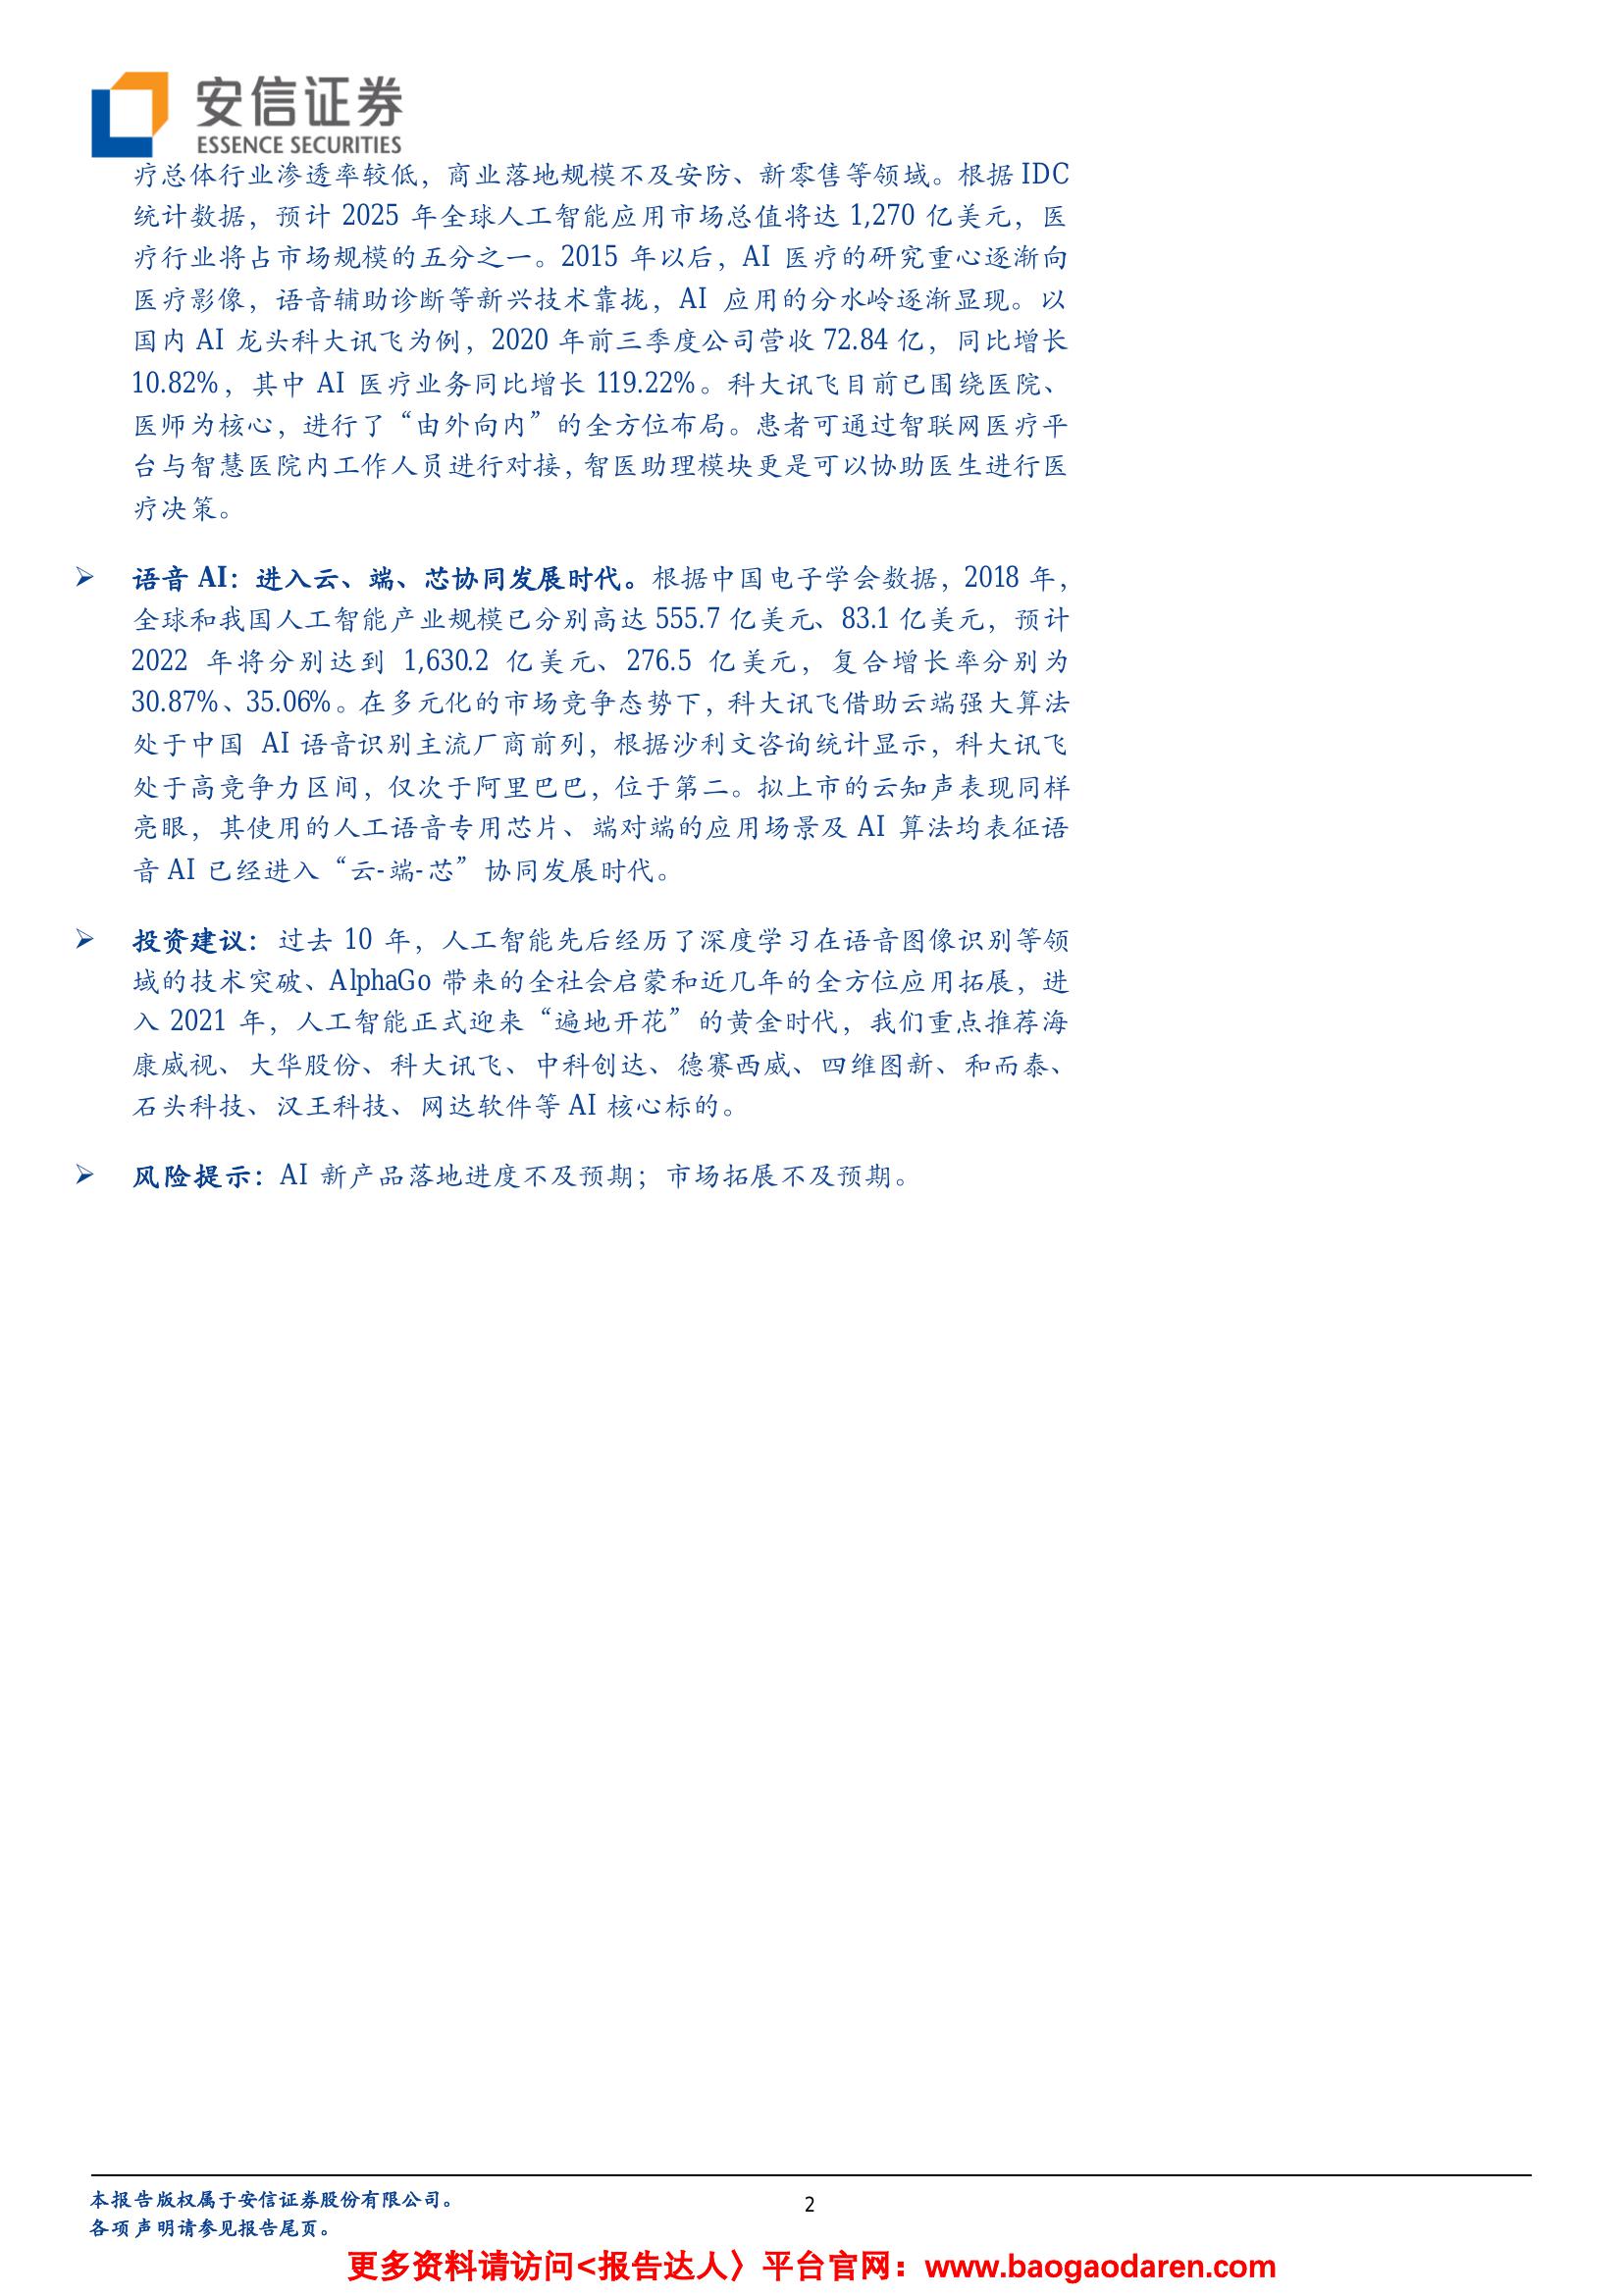 安信证券
ESSENCE SECURITIES
疗总体行业渗透率较低，商业落地规模不及安防、新零售等领域。根据 IDC
统计数据，预计 2025 年全球人工智能应用市场总值将达 1,270 亿美元，医
疗行业将占市场规模的五分之一。2015 年以后，AI 医疗的研究重心逐渐向
医疗影像，语音辅助诊断等新兴技术靠拢，AI 应用的分水岭逐渐显现。以
国内 AI 龙头科大讯飞为例，2020 年前三季度公司营收 72.84 亿，同比增长
10.82%，其中 AI 医疗业务同比增长 119.22%。科大讯飞目前已围绕医院、
医师为核心，进行了“由外向内”的全方位布局。患者可通过智联网医疗平
台与智慧医院内工作人员进行对接，智医助理模块更是可以协助医生进行医
疗决策。
➢ 语音 AI：进入云、端、芯协同发展时代。根据中国电子学会数据，2018 年，
全球和我国人工智能产业规模已分别高达 555.7 亿美元、83.1 亿美元，预计
2022 年将分别达到 1,630.2 亿美元、276.5 亿美元，复合增长率分别为
30.87%、35.06%。在多元化的市场竞争态势下，科大讯飞借助云端强大算法
处于中国 AI 语音识别主流厂商前列，根据沙利文咨询统计显示，科大讯飞
处于高竞争力区间，仅次于阿里巴巴，位于第二。拟上市的云知声表现同样
亮眼，其使用的人工语音专用芯片、端对端的应用场景及 AI 算法均表征语
音 AI 已经进入“云-端-芯”协同发展时代。
➢ 投资建议：过去 10 年，人工智能先后经历了深度学习在语音图像识别等领
域的技术突破、AlphaGo 带来的全社会启蒙和近几年的全方位应用拓展，进
入 2021 年，人工智能正式迎来“遍地开花”的黄金时代，我们重点推荐海
康威视、大华股份、科大讯飞、中科创达、德赛西威、四维图新、和而泰、
石头科技、汉王科技、网达软件等 AI 核心标的。
➢ 风险提示：AI 新产品落地进度不及预期；市场拓展不及预期。
本报告版权属于安信证券股份有限公司。
2
各项声明请参见报告尾页。
更多资料请访问<报告达人〉平台官网：www.baogaodaren.com